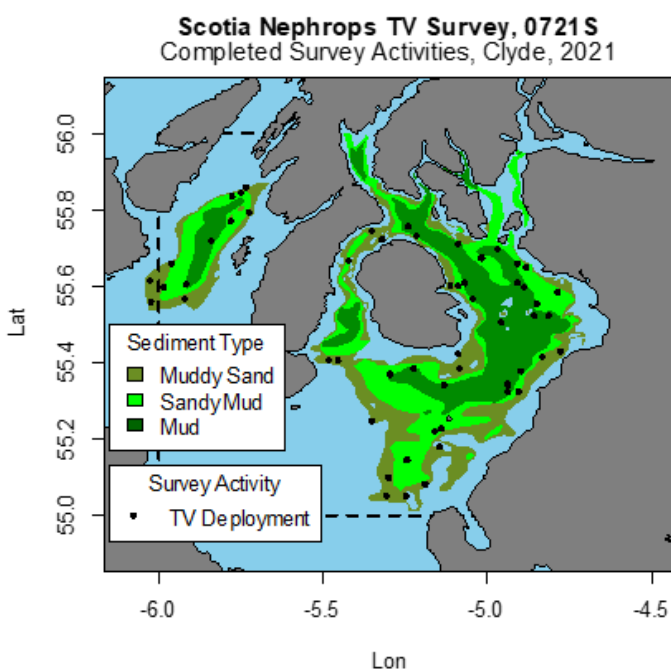 Scotia Nephrops TV Survey, 0721S
Completed Survey Activities, Clyde, 2021
Lat
56.0
55.8
55.6
55.4
55.2
55.0
Sediment Type
Muddy Sand
Sandy Mud
Mud
Survey Activity
TV Deployment
-6.0 -5.5 -5.0 -4.5
Lon